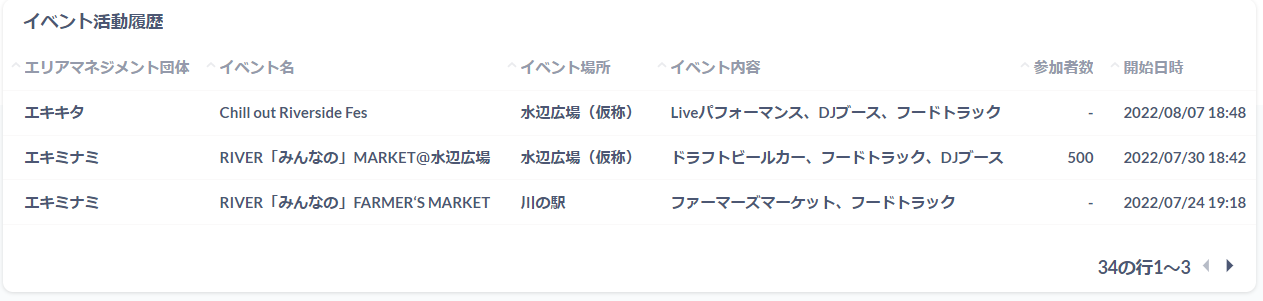 イベント活動履歴
エリアマネジメント団体 イベント名 イベント場所 イベント内容 参加者数 開始日時
エキキタ Chill out Riverside Fes 水辺広場（仮称） Liveパフォーマンス、DJブース、フードトラック - 2022/08/07 18:48
エキミナミ RIVER「みんなの」MARKET@水辺広場 水辺広場（仮称） ドラフトビールカー、フードトラック、DJブース 500 2022/07/30 18:42
エキミナミ RIVER「みんなの」FARMER‘S MARKET 川の駅 ファーマーズマーケット、フードトラック - 2022/07/24 19:18
34の行1～3